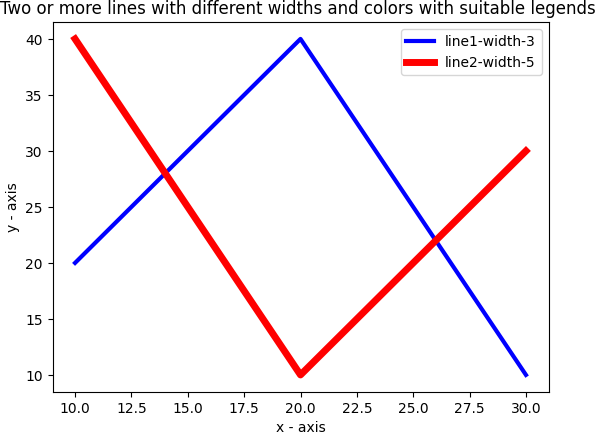 Two or more lines with different widths and colors with suitable legends
line1-width-3
line2-width-5
40
35
30
25
20
15
10
y - axis
10.0 12.5 15.0 17.5 20.0 22.5 25.0 27.5 30.0
x - axis